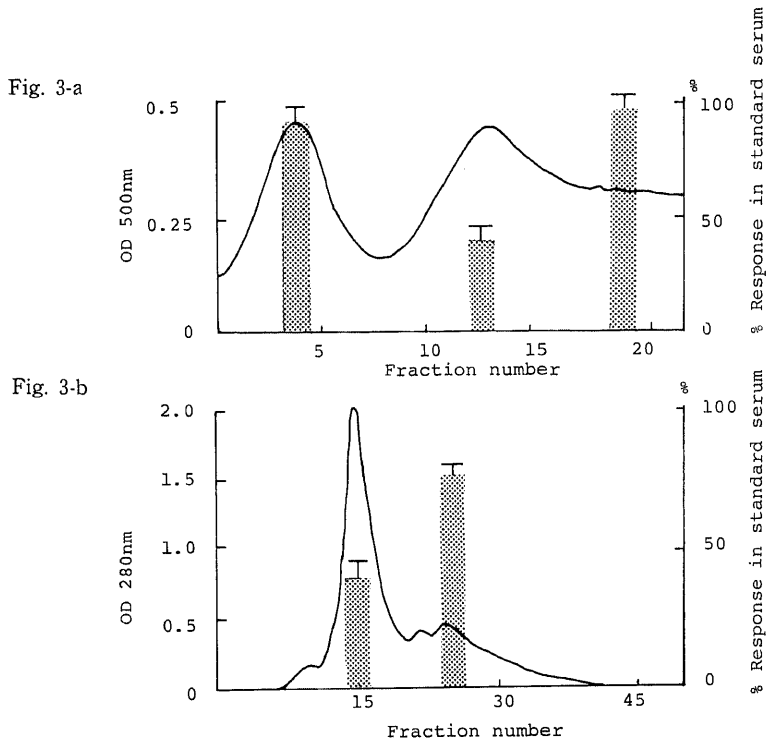 Fig. 3-a
%
0.5
0.25
0
OD 500nm
100
50
0
% Response in standard serum
5 10 15 20
Fraction number
Fig. 3-b
%
2.0
1.5
1.0
0.5
0
OD 280nm
100
50
0
% Response in standard serum
15 30 45
Fraction number